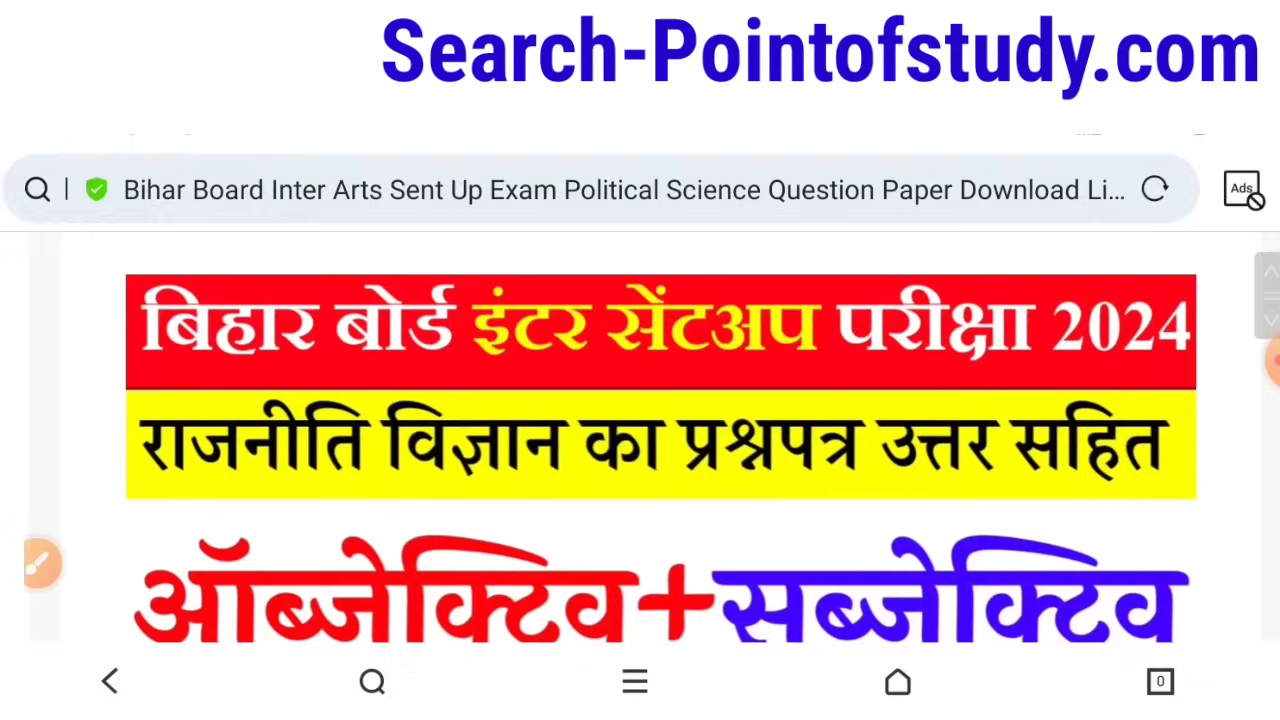 Search-Pointofstudy.com
Bihar Board Inter Arts Sent Up Exam Political Science Question Paper Download Li...
Ads
बिहार बोर्ड इंटर सेंटअप परीक्षा 2024
राजनीति विज्ञान का प्रश्नपत्र उत्तर सहित
ऑब्जेक्टिव+सब्जेक्टिव
0